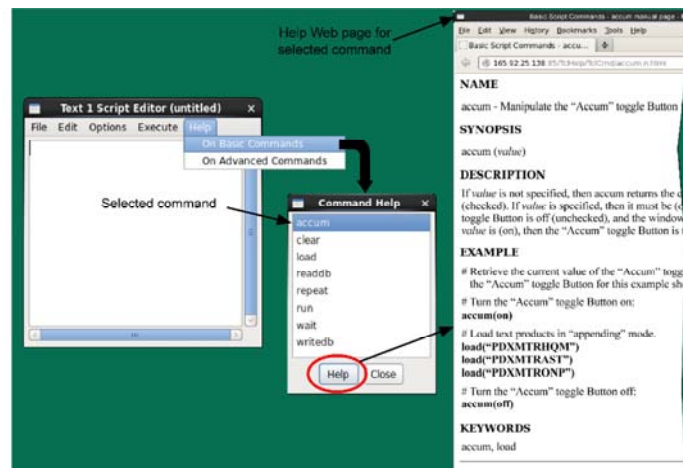 Help Web page for
selected command
Basic Script Commands - accum manual page -
File Edit View History Bookmarks Tools Help
Basic Script Commands - accu...
NAME
accum - Manipulate the “Accum” toggle Button
SYNOPSIS
accum (value)
DESCRIPTION
If value is not specified, then accum returns the
(checked). If value is specified, then it must be
toggle Button is off (unchecked), and the window
value is (on), then the “Accum” toggle Button is
EXAMPLE
# Retrieve the current value of the “Accum”
the “Accum” toggle Button for this example
# Turn the “Accum” toggle Button on:
accum(on)
# Load text products in “appending” mode.
load(“PDXMTRHQM”)
load(“PDXMTRAST”)
load(“PDXMTRONP”)
# Turn the “Accum” toggle Button off:
accum(off)
KEYWORDS
accum, load
Text 1 Script Editor (untitled) x
File Edit Options Execute Help
On Basic Commands
On Advanced Commands
Selected command
Command Help x
accum
clear
load
readdb
repeat
run
wait
writedb
Help Close